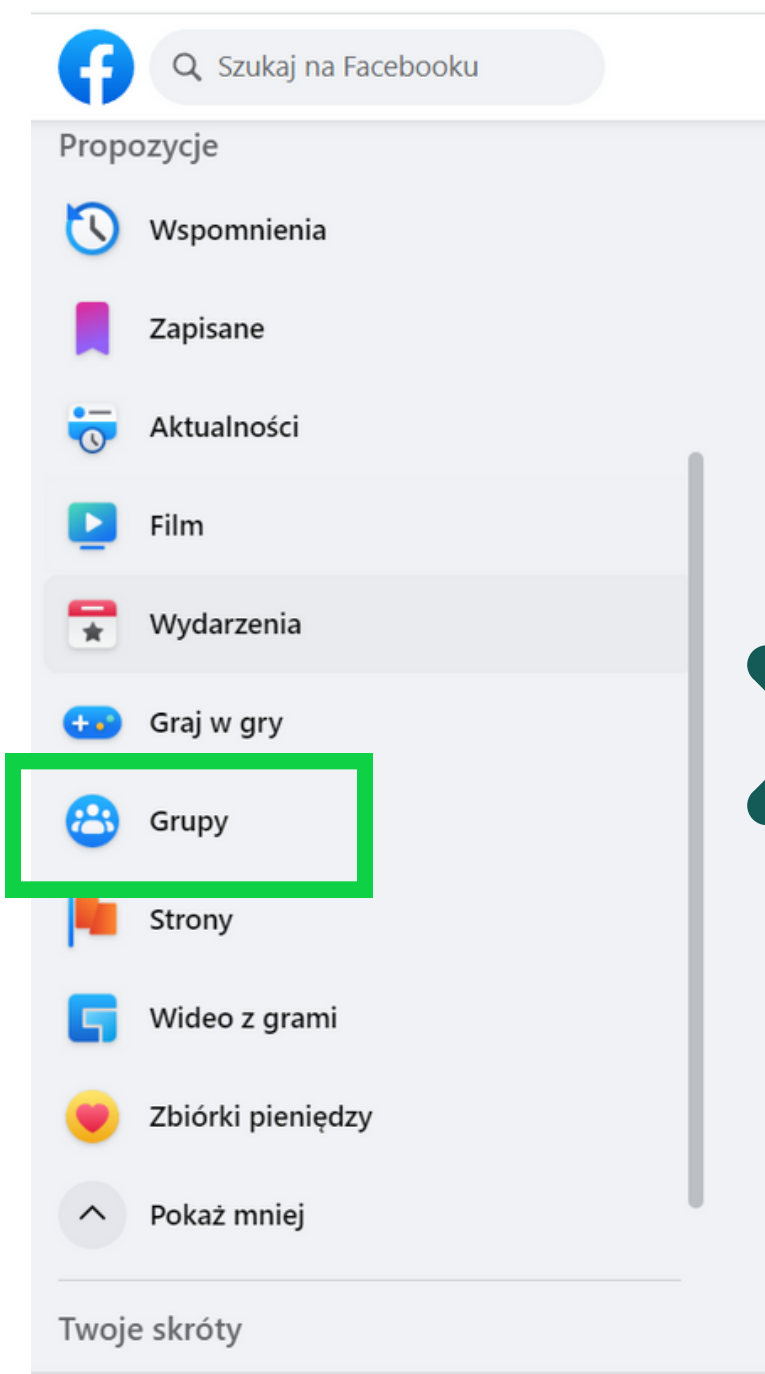 Szukaj na Facebooku
Propozycje
Wspomnienia
Zapisane
Aktualności
Film
Wydarzenia
Graj w gry
Grupy
Strony
Wideo z grami
Zbiórki pieniędzy
Pokaż mniej
Twoje skróty